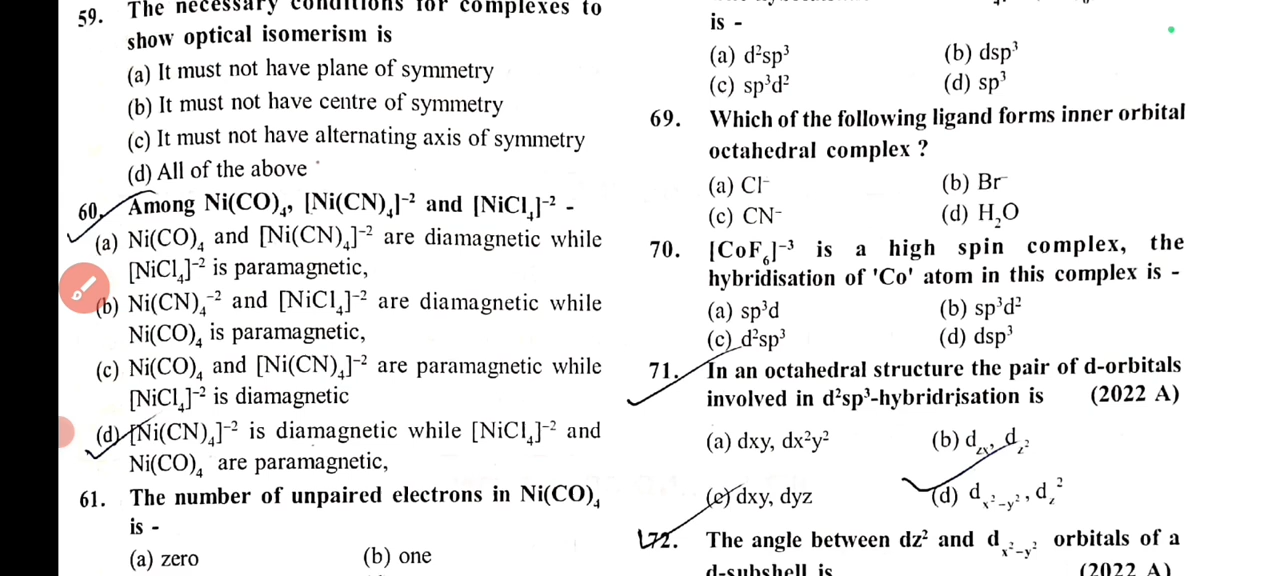 59. The necessary conditions for complexes to
show optical isomerism is
(a) It must not have plane of symmetry
(b) It must not have centre of symmetry
(c) It must not have alternating axis of symmetry
(d) All of the above
60. Among Ni(CO)₄, [Ni(CN)₄]⁻² and [NiCl₄]⁻² -
(a) Ni(CO)₄ and [Ni(CN)₄]⁻² are diamagnetic while
[NiCl₄]⁻² is paramagnetic,
(b) Ni(CN)₄⁻² and [NiCl₄]⁻² are diamagnetic while
Ni(CO)₄ is paramagnetic,
(c) Ni(CO)₄ and [Ni(CN)₄]⁻² are paramagnetic while
[NiCl₄]⁻² is diamagnetic
(d) [Ni(CN)₄]⁻² is diamagnetic while [NiCl₄]⁻² and
Ni(CO)₄ are paramagnetic,
61. The number of unpaired electrons in Ni(CO)₄
is -
(a) zero (b) one
is -
(a) d²sp³ (b) dsp³
(c) sp³d² (d) sp³
69. Which of the following ligand forms inner orbital
octahedral complex ?
(a) Cl⁻ (b) Br⁻
(c) CN⁻ (d) H₂O
70. [CoF₆]⁻³ is a high spin complex, the
hybridisation of 'Co' atom in this complex is -
(a) sp³d (b) sp³d²
(c) d²sp³ (d) dsp³
71. In an octahedral structure the pair of d-orbitals
involved in d²sp³-hybridrisation is (2022 A)
(a) dxy, dx²y² (b) d_zx, d_z²
(c) dxy, dyz (d) d_x²-y², d_z²
72. The angle between dz² and d_x²-y² orbitals of a
d-subshell is (2022 A)